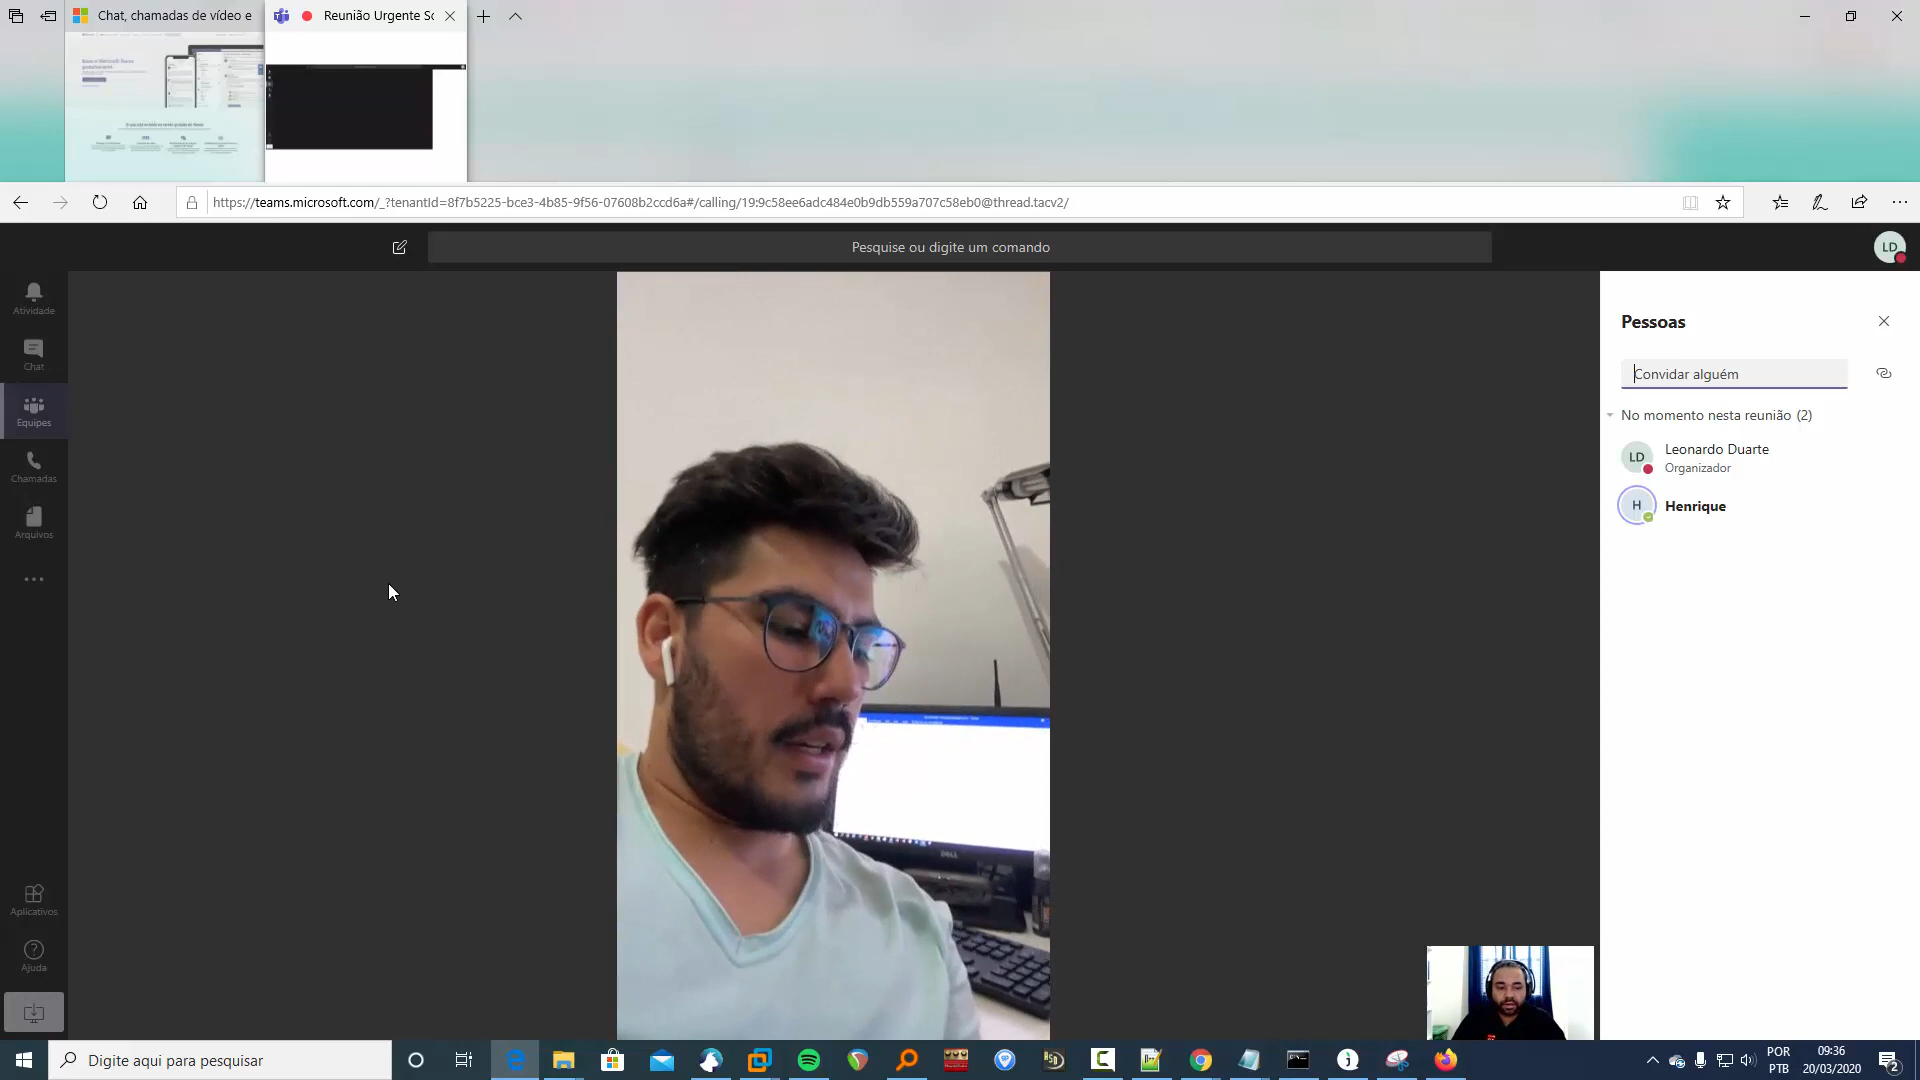 Chat, chamadas de vídeo e
Reunião Urgente Sc
https://teams.microsoft.com/_?tenantId=8f7b5225-bce3-4b85-9f56-07608b2ccd6a#/calling/19:9c58ee6adc484e0b9db559a707c58eb0@thread.tacv2/
Pesquise ou digite um comando
LD
Atividade
Chat
Equipes
Chamadas
Arquivos
Aplicativos
Ajuda
Pessoas
Convidar alguém
No momento nesta reunião (2)
LD
Leonardo Duarte
Organizador
H
Henrique
DELL
Digite aqui para pesquisar
POR
PTB
09:36
20/03/2020
2